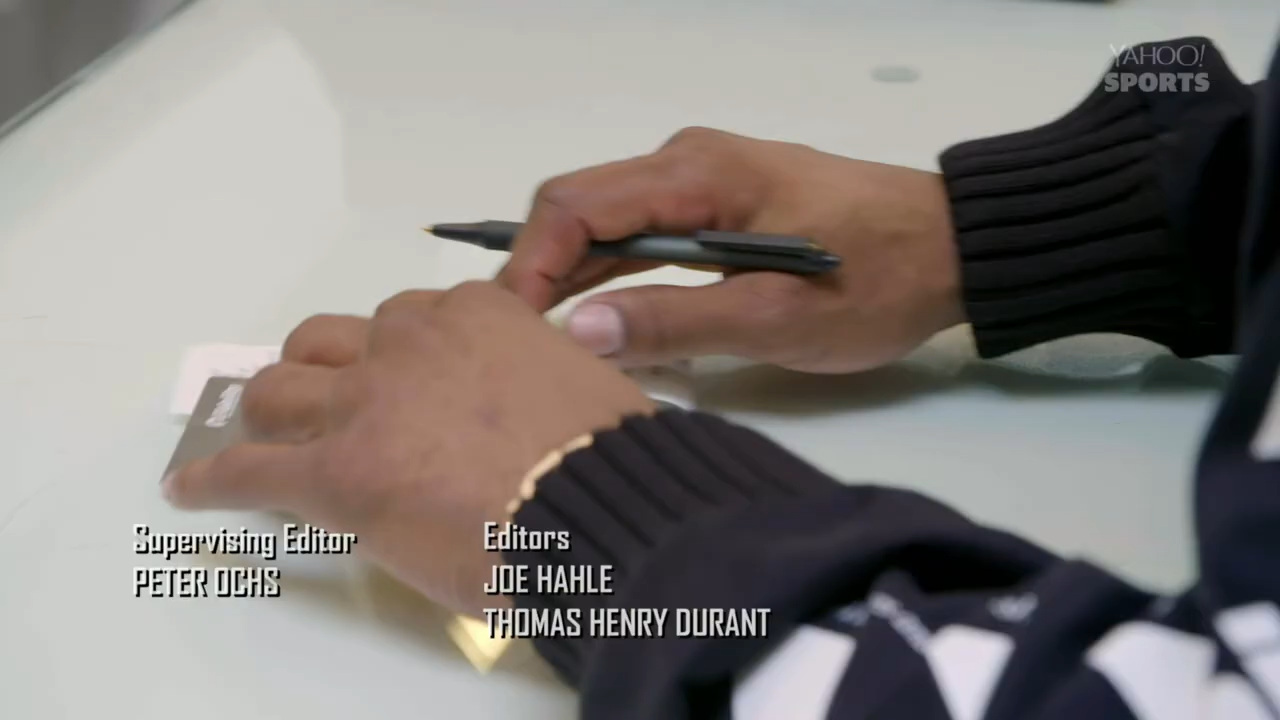 YAHOO!
SPORTS
Supervising Editor
PETER OCHS
Editors
JOE HAHLE
THOMAS HENRY DURANT